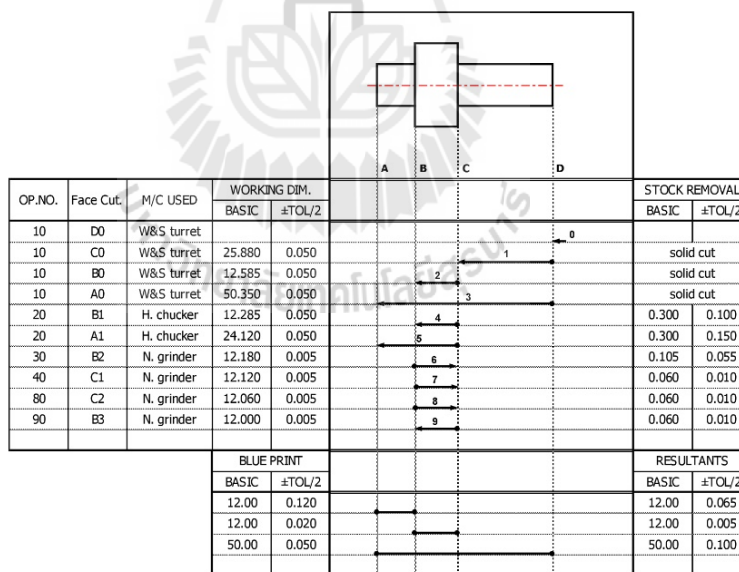 A B C D
OP.NO. Face Cut. M/C USED WORKING DIM. STOCK REMOVAL
BASIC ±TOL/2 BASIC ±TOL/2
10 D0 W&S turret 0
10 C0 W&S turret 25.880 0.050 1 solid cut
10 B0 W&S turret 12.585 0.050 2 solid cut
10 A0 W&S turret 50.350 0.050 3 solid cut
20 B1 H. chucker 12.285 0.050 4 0.300 0.100
20 A1 H. chucker 24.120 0.050 5 0.300 0.150
30 B2 N. grinder 12.180 0.005 6 0.105 0.055
40 C1 N. grinder 12.120 0.005 7 0.060 0.010
80 C2 N. grinder 12.060 0.005 8 0.060 0.010
90 B3 N. grinder 12.000 0.005 9 0.060 0.010
BLUE PRINT RESULTANTS
BASIC ±TOL/2 BASIC ±TOL/2
12.00 0.120 12.00 0.065
12.00 0.020 12.00 0.005
50.00 0.050 50.00 0.100